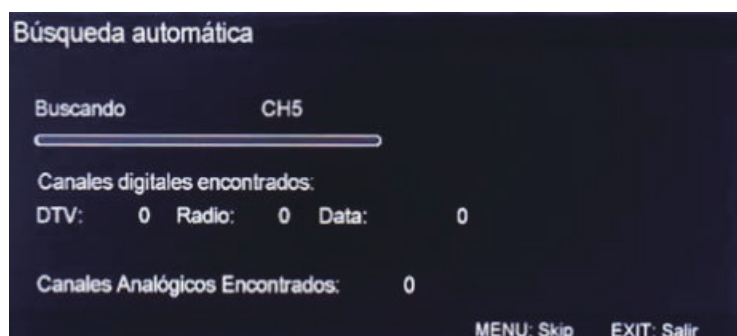 Búsqueda automática
Buscando CH5
Canales digitales encontrados:
DTV: 0 Radio: 0 Data: 0
Canales Analógicos Encontrados: 0
MENU: Skip EXIT: Salir